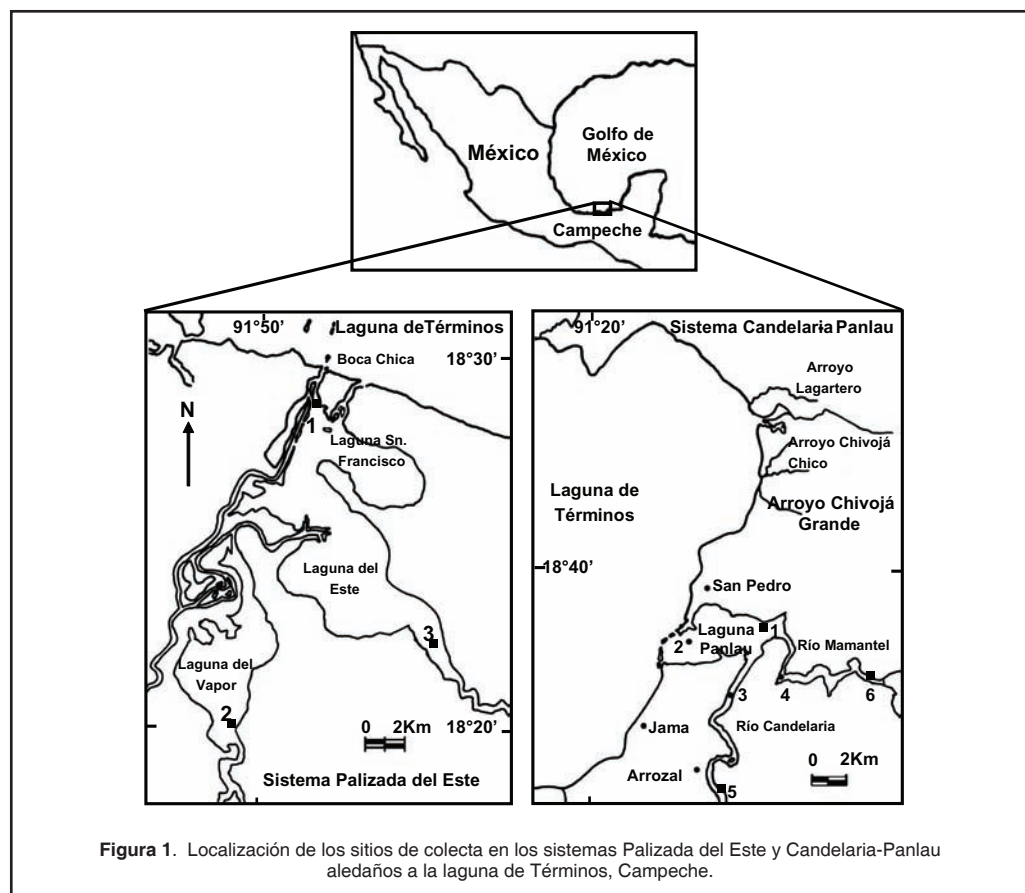 México
Golfo de
México
Campeche
91°50’
Laguna deTérminos
Boca Chica
18°30’
N
1
Laguna Sn.
Francisco
Laguna del
Este
3
Laguna del
Vapor
2
0 2Km
18°20’
Sistema Palizada del Este
91°20’
Sistema Candelaria Panlau
Arroyo
Lagartero
Arroyo Chivojá
Chico
Arroyo Chivojá
Grande
Laguna de
Términos
18°40’
San Pedro
1
2
Laguna
Panlau
Río Mamantel
3
4
6
Jama
Río Candelaria
0 2Km
Arrozal
5
Figura 1. Localización de los sitios de colecta en los sistemas Palizada del Este y Candelaria-Panlau
aledaños a la laguna de Términos, Campeche.